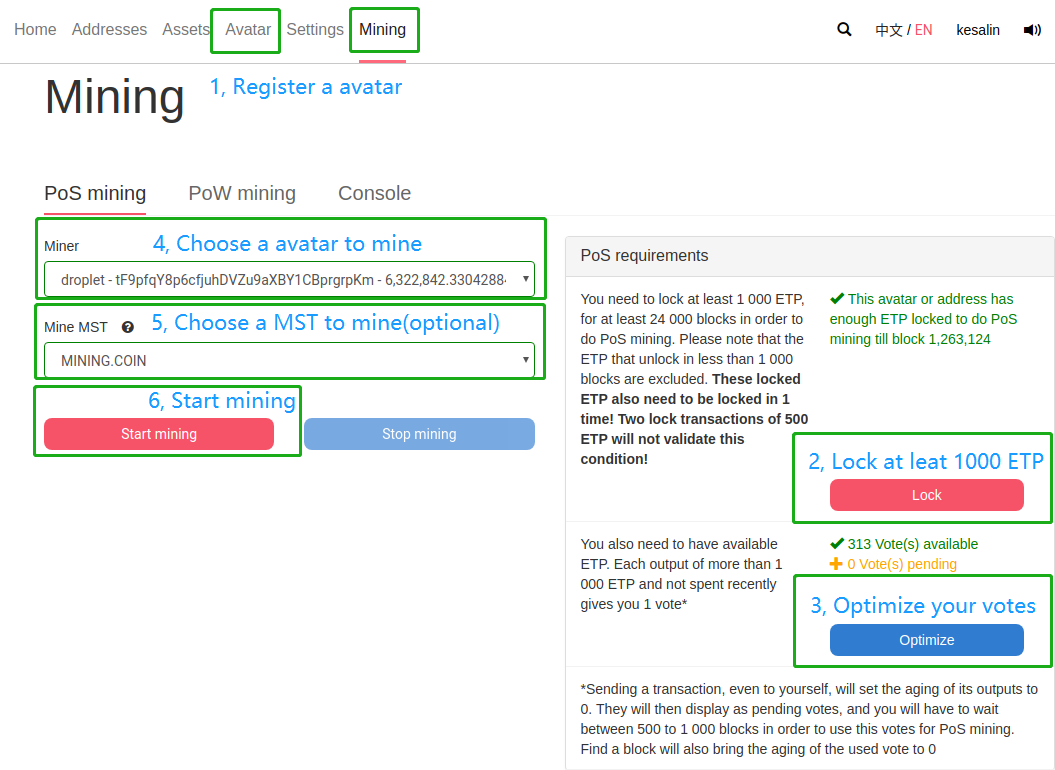 Home Addresses Assets Avatar Settings Mining 中文 / EN kesalin
Mining
1, Register a avatar
PoS mining PoW mining Console
Miner
4, Choose a avatar to mine
droplet - tF9pfqY8p6cfjuhDVZu9aXBY1CBprgrpKm - 6,322,842.33042884
Mine MST
5, Choose a MST to mine(optional)
MINING.COIN
6, Start mining
Start mining
Stop mining
PoS requirements
You need to lock at least 1 000 ETP,
for at least 24 000 blocks in order to
do PoS mining. Please note that the
ETP that unlock in less than 1 000
blocks are excluded. These locked
ETP also need to be locked in 1
time! Two lock transactions of 500
ETP will not validate this
condition!
This avatar or address has
enough ETP locked to do PoS
mining till block 1,263,124
2, Lock at leat 1000 ETP
Lock
You also need to have available
ETP. Each output of more than 1
000 ETP and not spent recently
gives you 1 vote*
313 Vote(s) available
0 Vote(s) pending
3, Optimize your votes
Optimize
*Sending a transaction, even to yourself, will set the aging of its outputs to
0. They will then display as pending votes, and you will have to wait
between 500 to 1 000 blocks in order to use this votes for PoS mining.
Find a block will also bring the aging of the used vote to 0